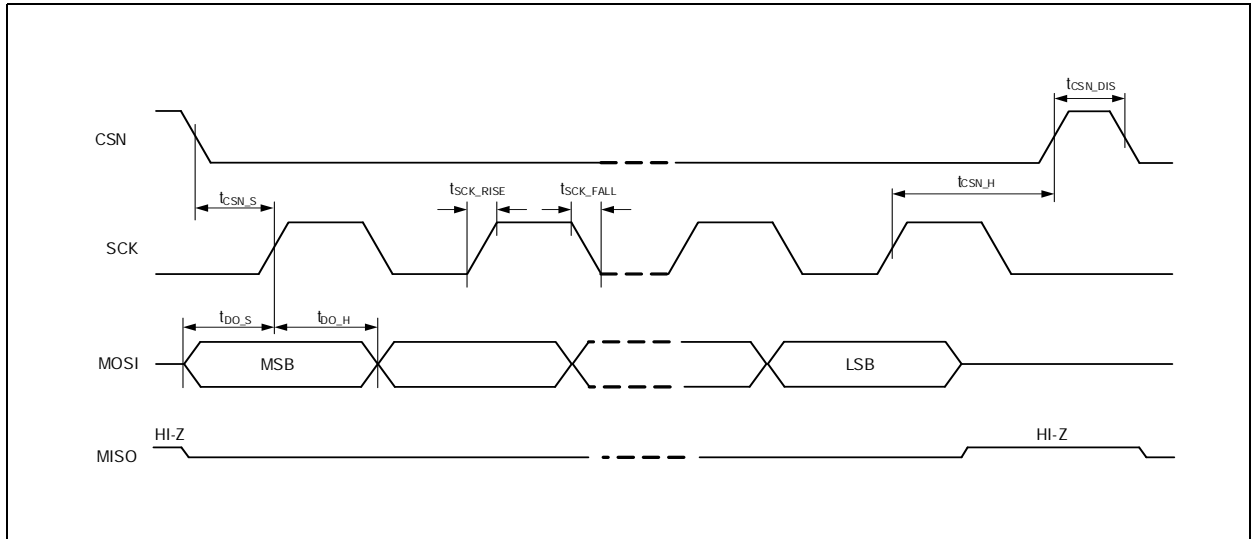 tCSN_DIS
CSN
tCSN_S
tSCK_RISE
tSCK_FALL
tCSN_H
SCK
tDO_S
tDO_H
MOSI
MSB
LSB
HI-Z
HI-Z
MISO